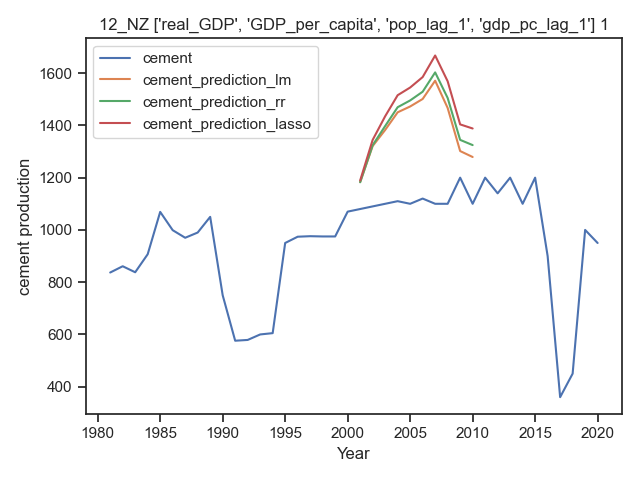 12_NZ ['real_GDP', 'GDP_per_capita', 'pop_lag_1', 'gdp_pc_lag_1'] 1
cement
cement_prediction_lm
cement_prediction_rr
cement_prediction_lasso
cement production
1600
1400
1200
1000
800
600
400
1980 1985 1990 1995 2000 2005 2010 2015 2020
Year